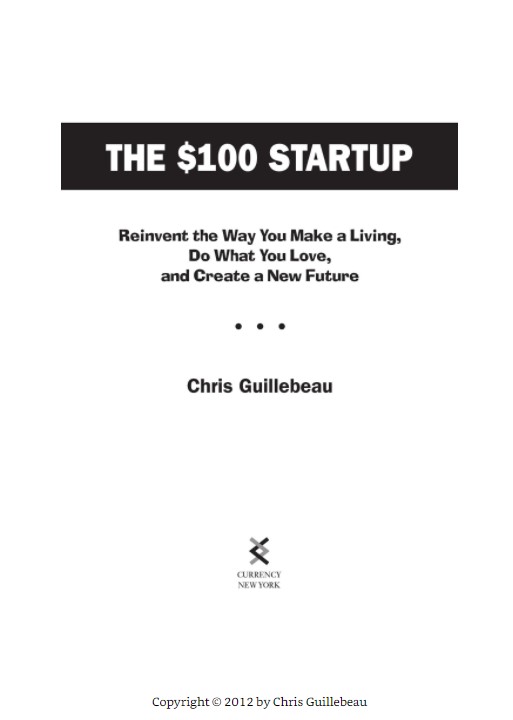 THE $100 STARTUP
Reinvent the Way You Make a Living,
Do What You Love,
and Create a New Future
• • •
Chris Guillebeau
CURRENCY
NEW YORK
Copyright © 2012 by Chris Guillebeau